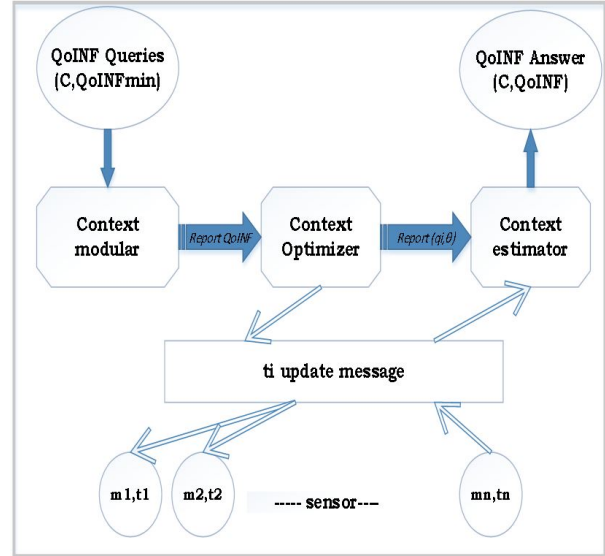 QoINF Queries
(C,QoINFmin)
QoINF Answer
(C,QoINF)
Context
modular
Report QoINF
Context
Optimizer
Report {qi,θ}
Context
estimator
ti update message
m1,t1
m2,t2
----- sensor----
mn,tn